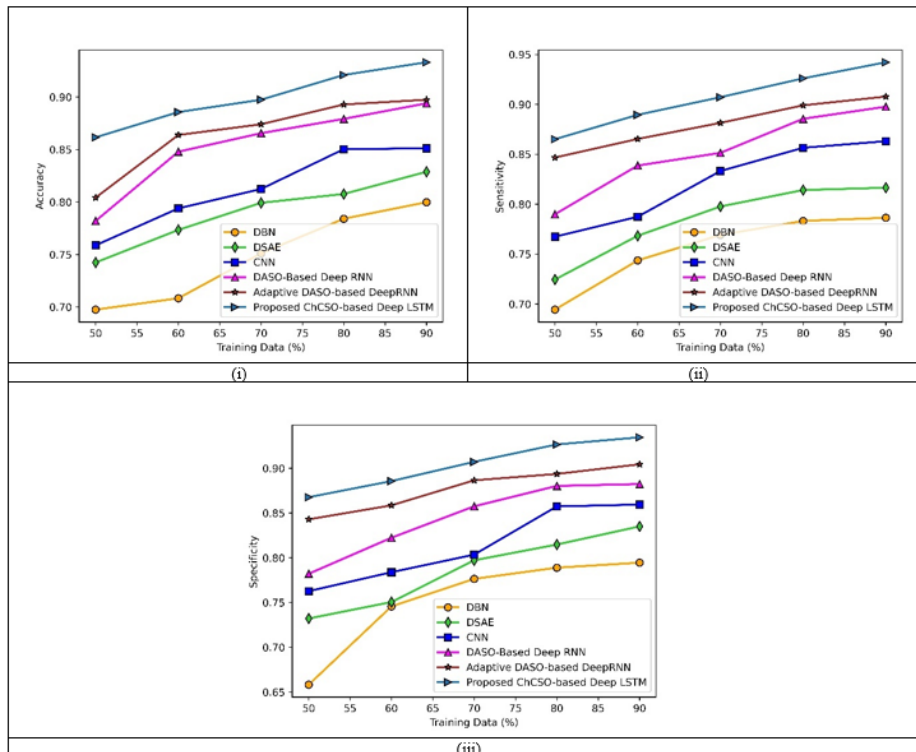 0.90
0.85
0.80
0.75
0.70
Accuracy
DBN
DSAE
CNN
DASO-Based Deep RNN
Adaptive DASO-based DeepRNN
Proposed ChCSO-based Deep LSTM
50 55 60 65 70 75 80 85 90
Training Data (%)
(i)
0.95
0.90
0.85
0.80
0.75
0.70
Sensitivity
DBN
DSAE
CNN
DASO-Based Deep RNN
Adaptive DASO-based DeepRNN
Proposed ChCSO-based Deep LSTM
50 55 60 65 70 75 80 85 90
Training Data (%)
(ii)
0.90
0.85
0.80
0.75
0.70
0.65
Specificity
DBN
DSAE
CNN
DASO-Based Deep RNN
Adaptive DASO-based DeepRNN
Proposed ChCSO-based Deep LSTM
50 55 60 65 70 75 80 85 90
Training Data (%)
(iii)